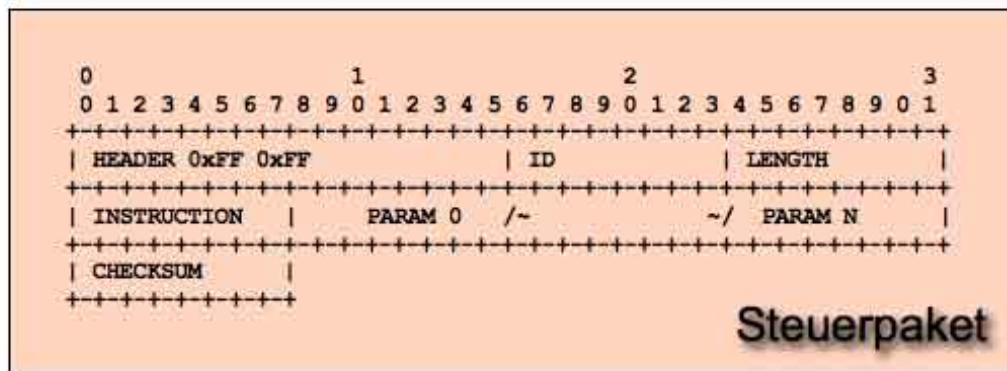 0 1 2 3
0 1 2 3 4 5 6 7 8 9 0 1 2 3 4 5 6 7 8 9 0 1 2 3 4 5 6 7 8 9 0 1
+-+-+-+-+-+-+-+-+-+-+-+-+-+-+-+-+-+-+-+-+-+-+-+-+-+-+-+-+-+-+-+-+
| HEADER 0xFF 0xFF | ID | LENGTH |
+-+-+-+-+-+-+-+-+-+-+-+-+-+-+-+-+-+-+-+-+-+-+-+-+-+-+-+-+-+-+-+-+
| INSTRUCTION | PARAM 0 /~ ~/ PARAM N |
+-+-+-+-+-+-+-+-+-+-+-+-+-+-+-+-+-+-+-+-+-+-+-+-+-+-+-+-+-+-+-+-+
| CHECKSUM |
+-+-+-+-+-+-+-+-+
Steuerpaket